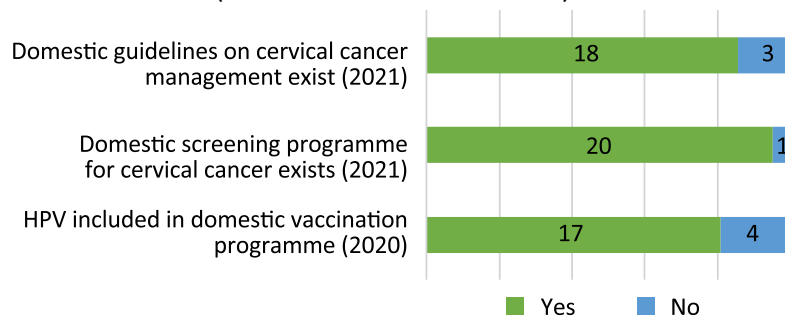 Domestic guidelines on cervical cancer
management exist (2021)
18 3
Domestic screening programme
for cervical cancer exists (2021)
20 1
HPV included in domestic vaccination
programme (2020)
17 4
Yes No